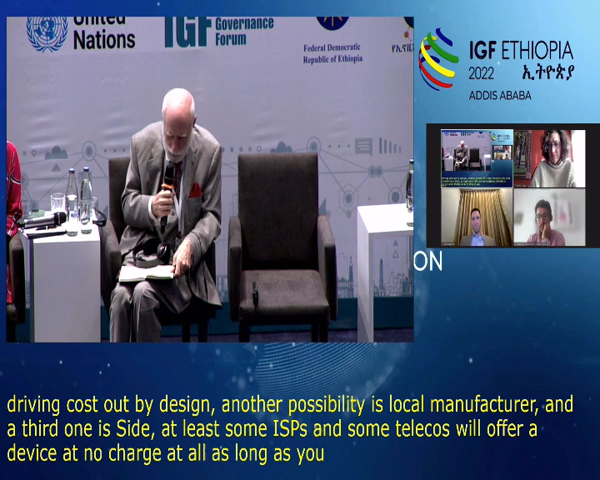 United
Nations
IGF
Governance
Forum
Federal Democratic
Republic of Ethiopia
IGF ETHIOPIA
2022 ኢትዮጵያ
ADDIS ABABA
ON
driving cost out by design, another possibility is local manufacturer, and
a third one is Side, at least some ISPs and some telecos will offer a
device at no charge at all as long as you